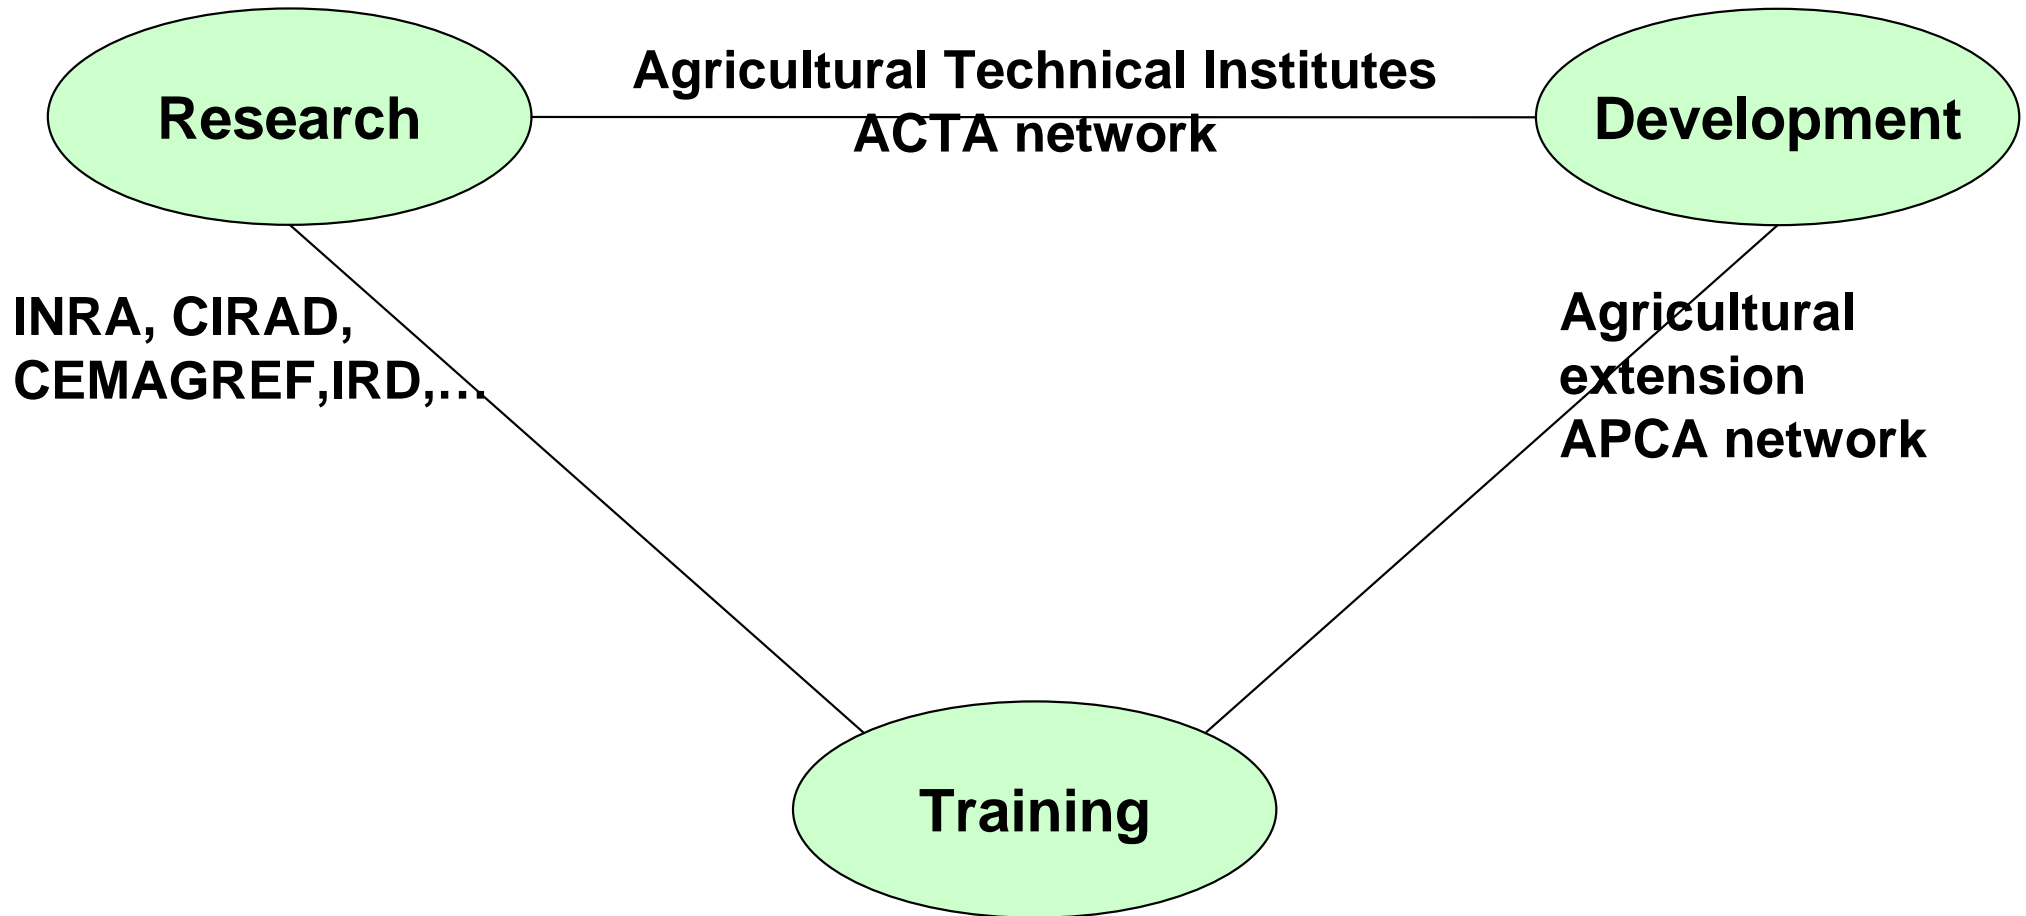 Agricultural Technical Institutes
ACTA network
Research
Development
INRA, CIRAD,
CEMAGREF,IRD,...
Agricultural
extension
APCA network
Training